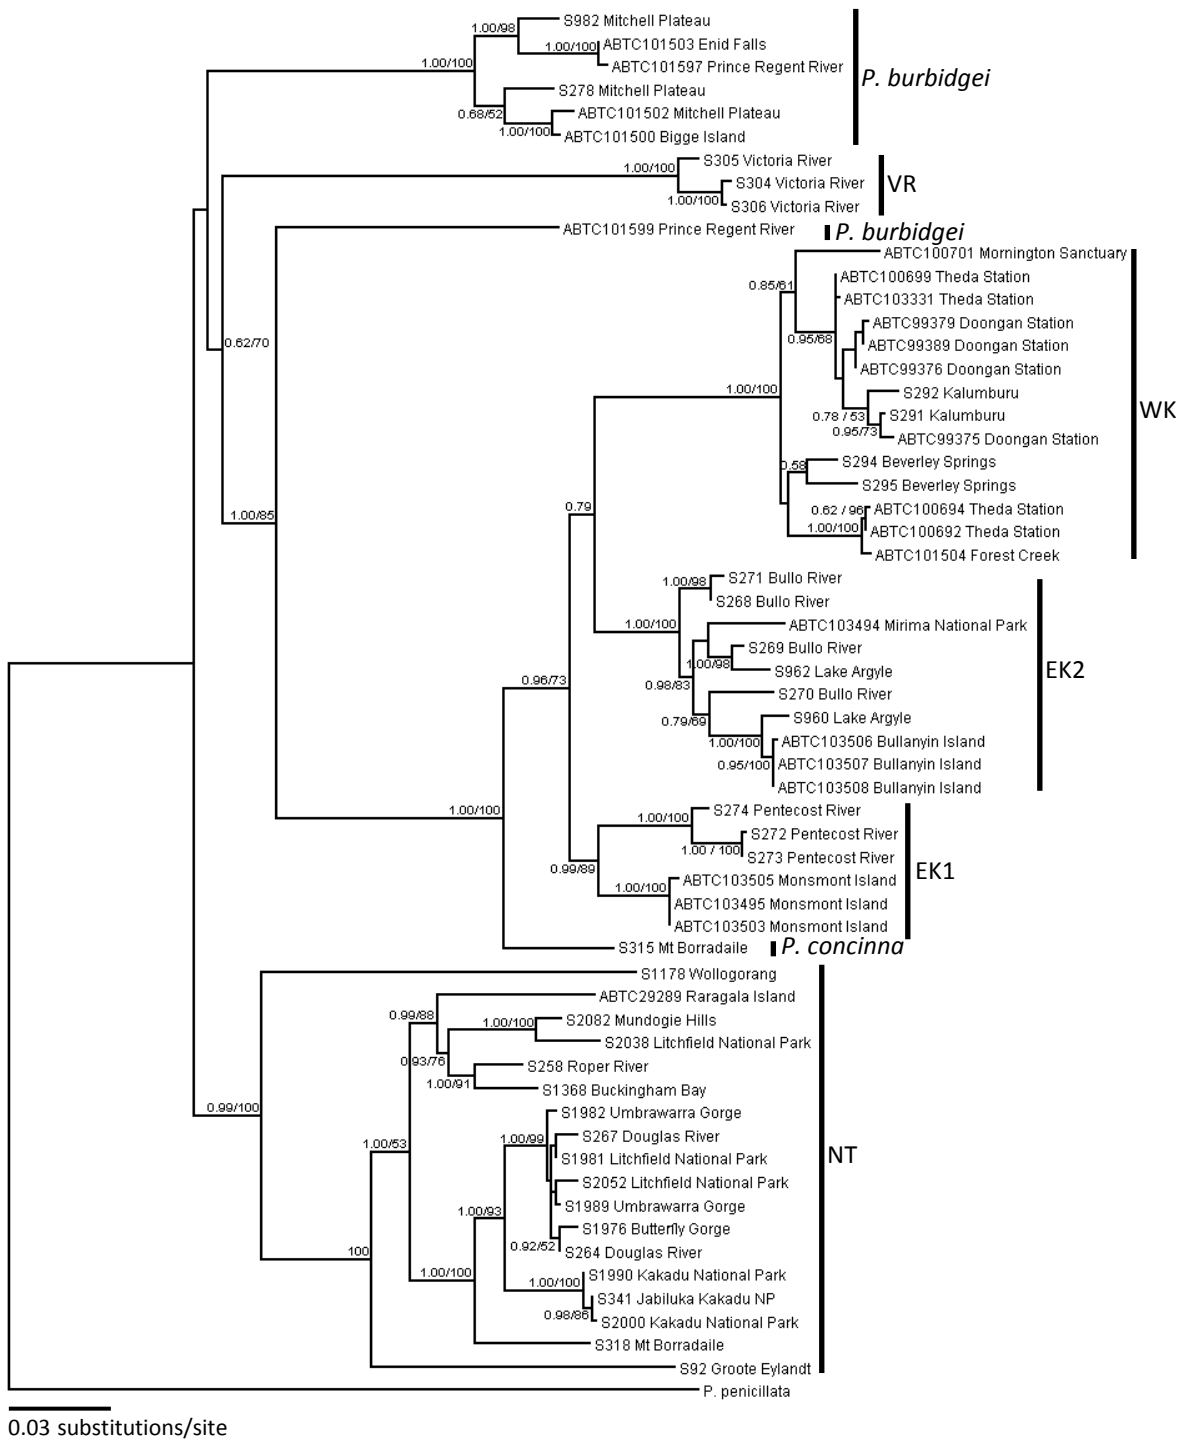 S982 Mitchell Plateau
1.00/98
ABTC101503 Enid Falls
1.00/100
1.00/100
ABTC101597 Prince Regent River
P. burbidgei
S278 Mitchell Plateau
0.68/52
ABTC101502 Mitchell Plateau
1.00/100
ABTC101500 Bigge Island
S305 Victoria River
1.00/100
S304 Victoria River
VR
1.00/100
S306 Victoria River
ABTC101599 Prince Regent River
P. burbidgei
ABTC100701 Mornington Sanctuary
ABTC100699 Theda Station
0.85/61
ABTC103331 Theda Station
ABTC99379 Doongan Station
0.95/68
0.62/70
ABTC99389 Doongan Station
ABTC99376 Doongan Station
1.00/100
S292 Kalumburu
WK
0.78 / 53
S291 Kalumburu
0.95/73
ABTC99375 Doongan Station
S294 Beverley Springs
0.58
S295 Beverley Springs
0.62 / 96
ABTC100694 Theda Station
0.79
1.00/85
1.00/100
ABTC100692 Theda Station
ABTC101504 Forest Creek
1.00/98
S271 Bullo River
S268 Bullo River
1.00/100
ABTC103494 Mirima National Park
S269 Bullo River
1.00/98
S962 Lake Argyle
EK2
0.96/73
0.98/83
S270 Bullo River
0.79/69
S960 Lake Argyle
1.00/100
ABTC103506 Bullanyin Island
0.95/100
ABTC103507 Bullanyin Island
ABTC103508 Bullanyin Island
1.00/100
S274 Pentecost River
1.00/100
S272 Pentecost River
1.00 / 100
S273 Pentecost River
0.99/89
EK1
ABTC103505 Monsmont Island
1.00/100
ABTC103495 Monsmont Island
ABTC103503 Monsmont Island
S315 Mt Borradaile
P. concinna
S1178 Wollogorang
ABTC29289 Raragala Island
0.99/88
S2082 Mundogie Hills
1.00/100
S2038 Litchfield National Park
0.93/76
S258 Roper River
1.00/91
S1368 Buckingham Bay
0.99/100
S1982 Umbrawarra Gorge
1.00/99
S267 Douglas River
1.00/53
S1981 Litchfield National Park
NT
S2052 Litchfield National Park
1.00/93
S1989 Umbrawarra Gorge
S1976 Butterfly Gorge
0.92/52
100
S264 Douglas River
1.00/100
S1990 Kakadu National Park
1.00/100
S341 Jabiluka Kakadu NP
0.98/86
S2000 Kakadu National Park
S318 Mt Borradaile
S92 Groote Eylandt
P. penicillata
0.03 substitutions/site